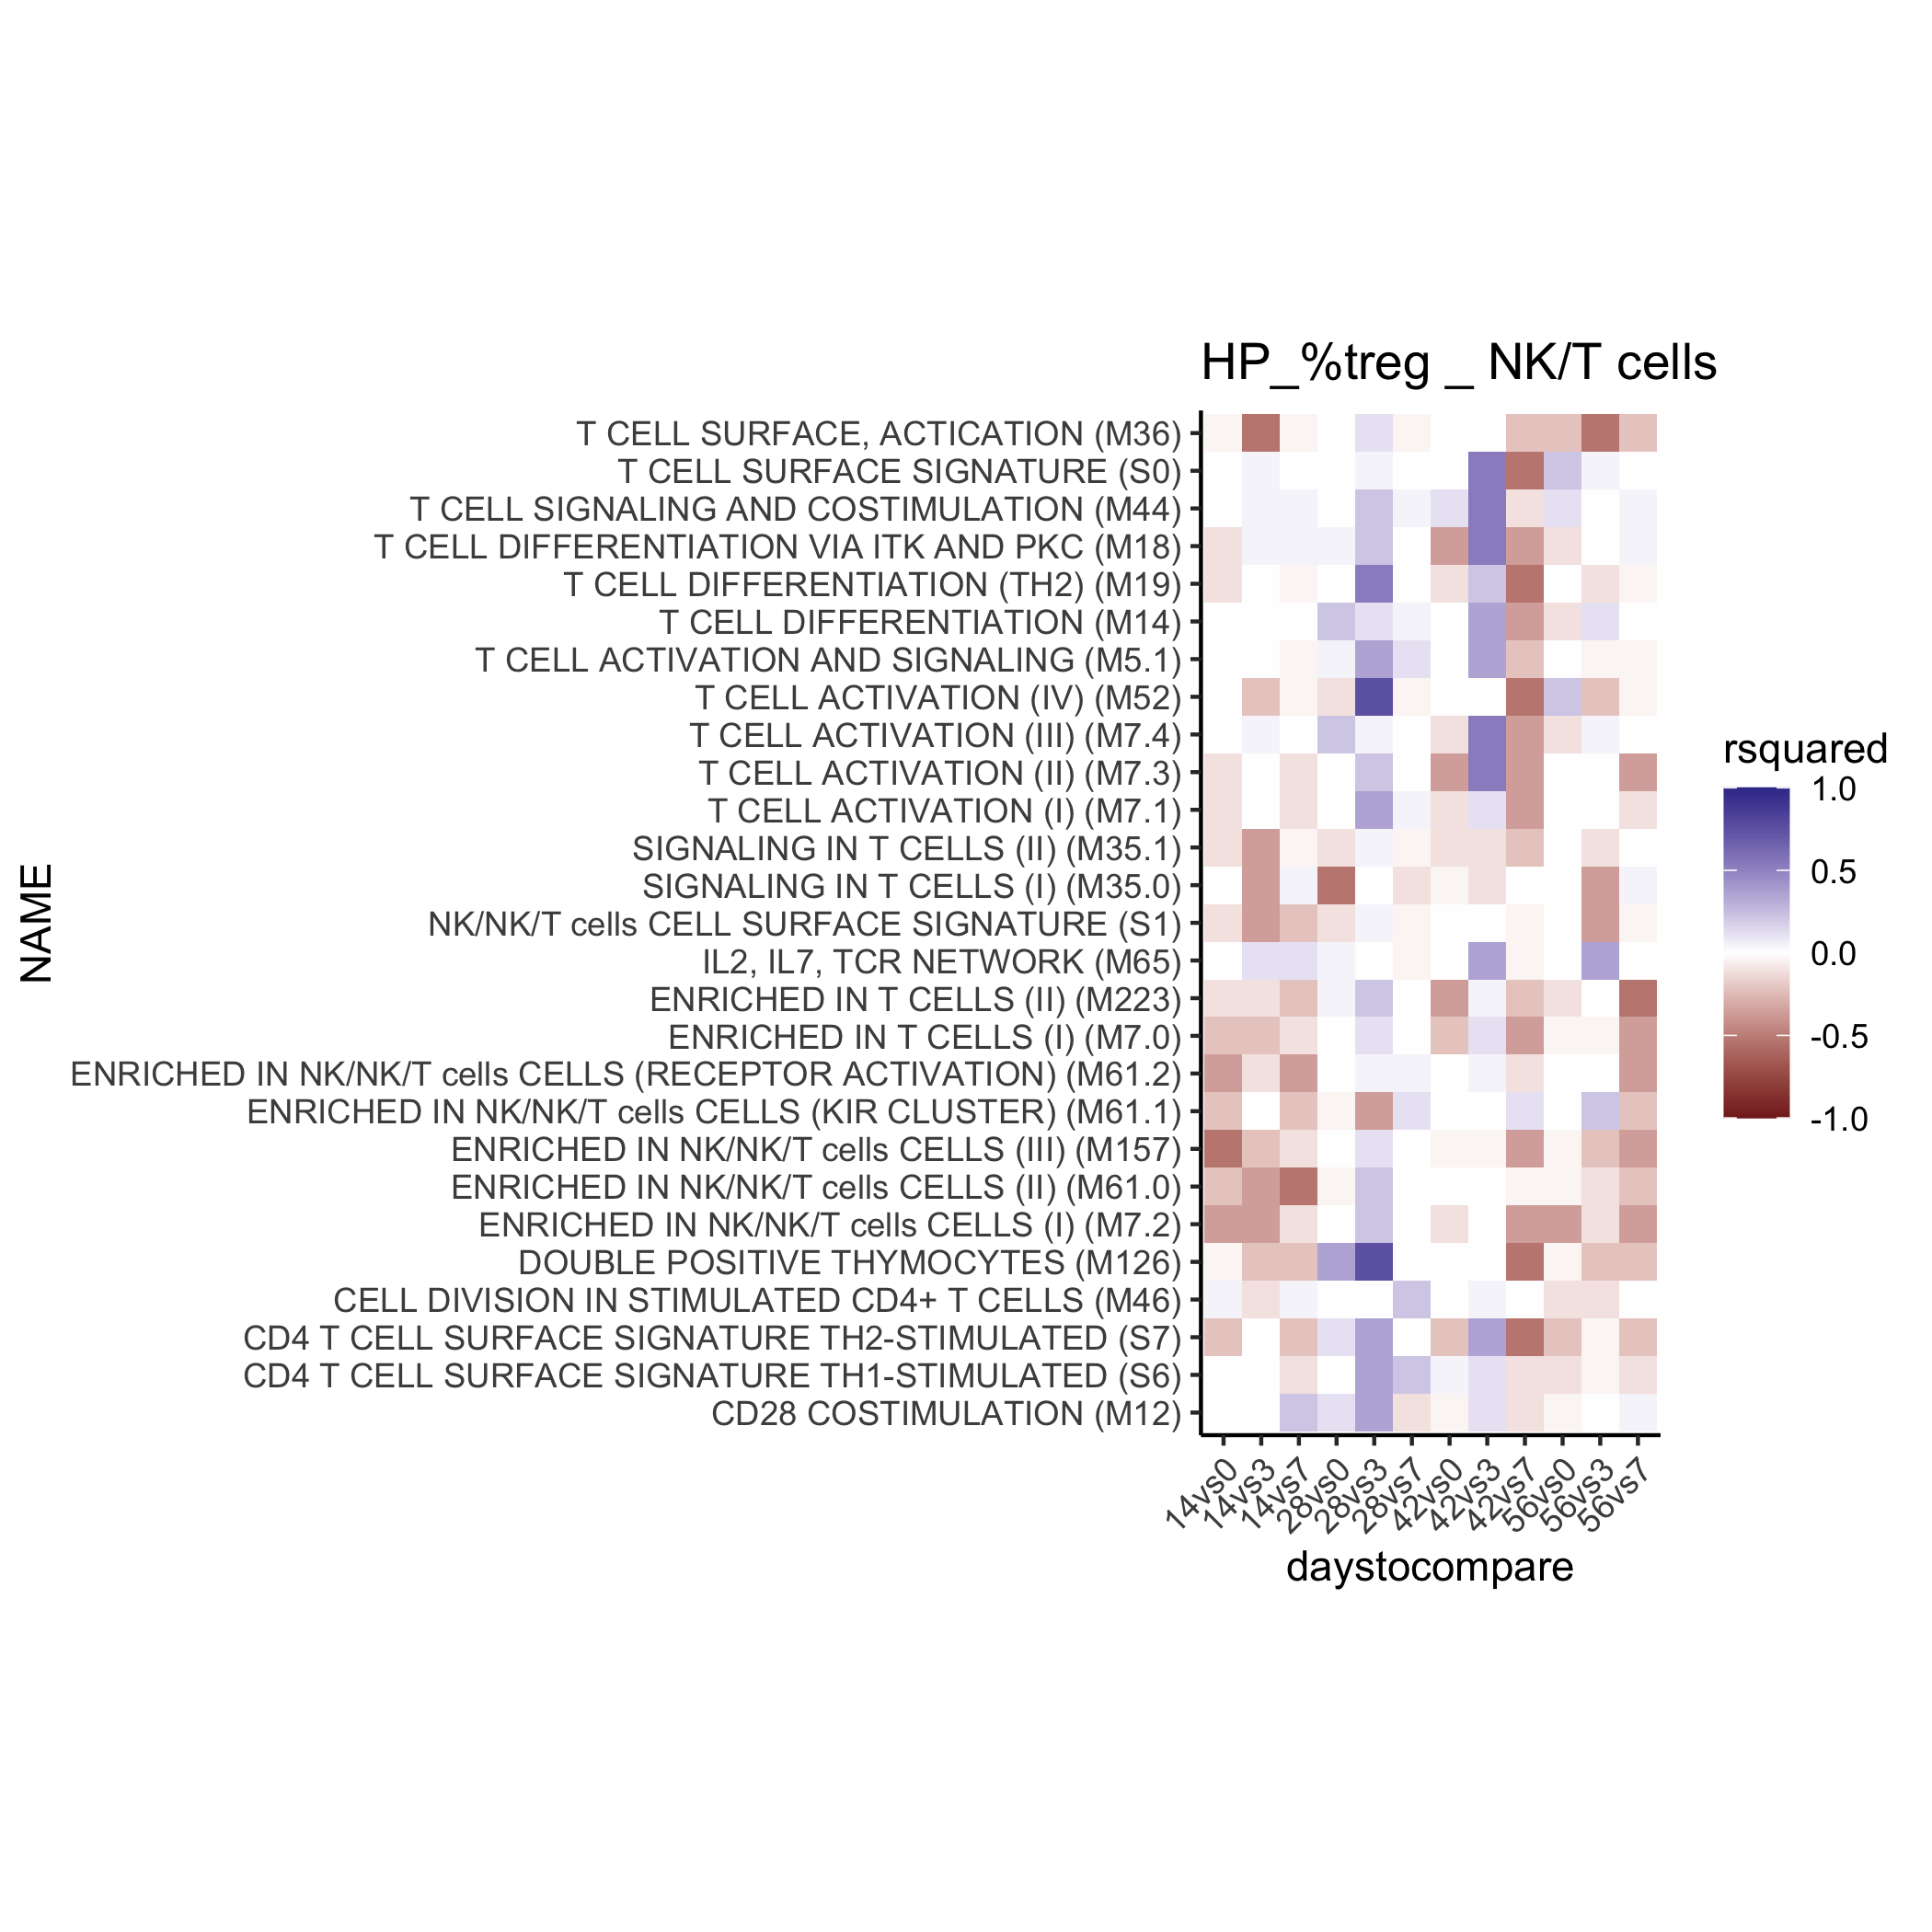 HP_%treg _ NK/T cells
T CELL SURFACE, ACTICATION (M36)
T CELL SURFACE SIGNATURE (S0)
T CELL SIGNALING AND COSTIMULATION (M44)
T CELL DIFFERENTIATION VIA ITK AND PKC (M18)
T CELL DIFFERENTIATION (TH2) (M19)
T CELL DIFFERENTIATION (M14)
T CELL ACTIVATION AND SIGNALING (M5.1)
T CELL ACTIVATION (IV) (M52)
T CELL ACTIVATION (III) (M7.4)
T CELL ACTIVATION (II) (M7.3)
T CELL ACTIVATION (I) (M7.1)
SIGNALING IN T CELLS (II) (M35.1)
SIGNALING IN T CELLS (I) (M35.0)
NK/NK/T cells CELL SURFACE SIGNATURE (S1)
IL2, IL7, TCR NETWORK (M65)
ENRICHED IN T CELLS (II) (M223)
ENRICHED IN T CELLS (I) (M7.0)
ENRICHED IN NK/NK/T cells CELLS (RECEPTOR ACTIVATION) (M61.2)
ENRICHED IN NK/NK/T cells CELLS (KIR CLUSTER) (M61.1)
ENRICHED IN NK/NK/T cells CELLS (III) (M157)
ENRICHED IN NK/NK/T cells CELLS (II) (M61.0)
ENRICHED IN NK/NK/T cells CELLS (I) (M7.2)
DOUBLE POSITIVE THYMOCYTES (M126)
CELL DIVISION IN STIMULATED CD4+ T CELLS (M46)
CD4 T CELL SURFACE SIGNATURE TH2-STIMULATED (S7)
CD4 T CELL SURFACE SIGNATURE TH1-STIMULATED (S6)
CD28 COSTIMULATION (M12)
NAME
14vs0
14vs3
14vs7
28vs0
28vs3
28vs7
42vs0
42vs3
42vs7
56vs0
56vs3
56vs7
daystocompare
rsquared
1.0
0.5
0.0
-0.5
-1.0